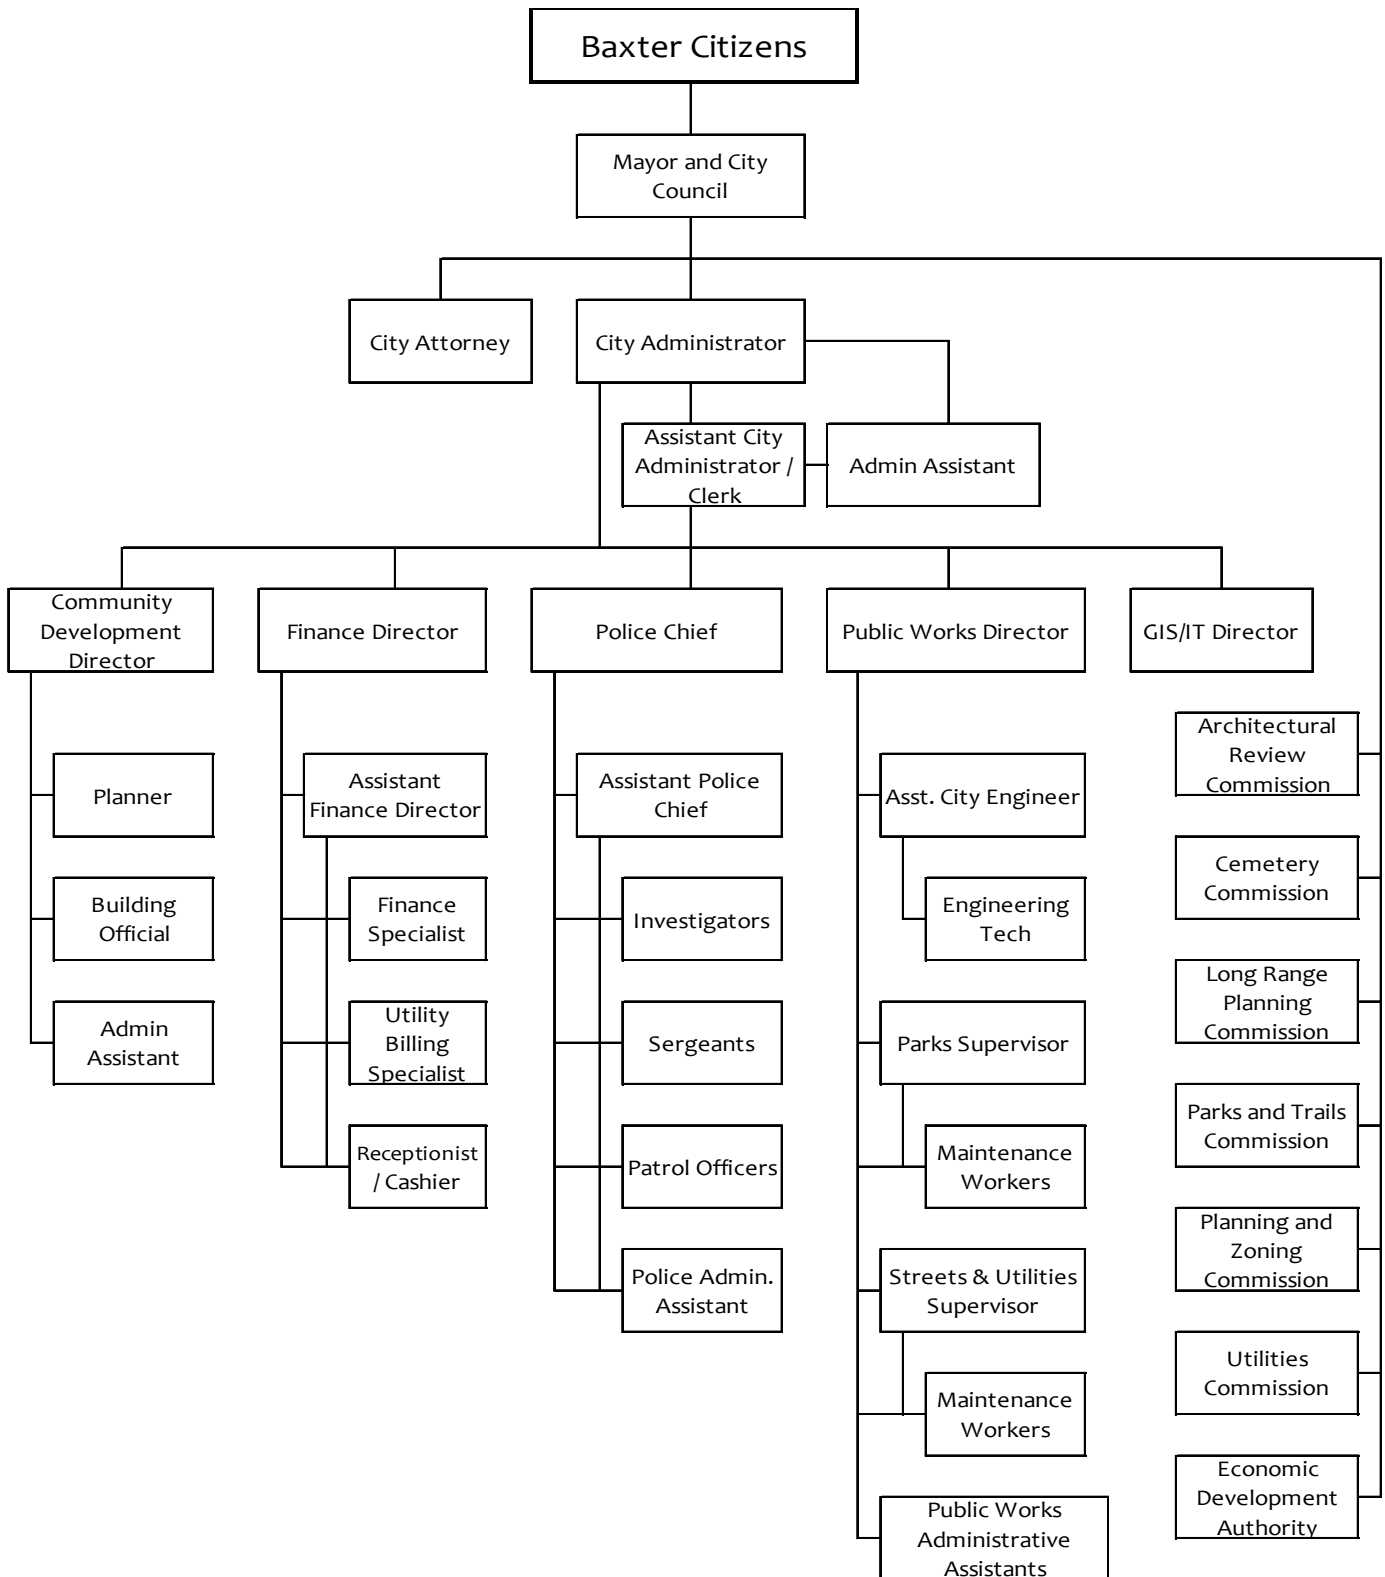 Baxter Citizens
Mayor and City
Council
City Attorney
City Administrator
Assistant City
Administrator /
Clerk
Admin Assistant
Community
Development
Director
Finance Director
Police Chief
Public Works Director
GIS/IT Director
Planner
Building
Official
Admin
Assistant
Assistant
Finance Director
Finance
Specialist
Utility
Billing
Specialist
Receptionist
/ Cashier
Assistant Police
Chief
Investigators
Sergeants
Patrol Officers
Police Admin.
Assistant
Asst. City Engineer
Engineering
Tech
Parks Supervisor
Maintenance
Workers
Streets & Utilities
Supervisor
Maintenance
Workers
Public Works
Administrative
Assistants
Architectural
Review
Commission
Cemetery
Commission
Long Range
Planning
Commission
Parks and Trails
Commission
Planning and
Zoning
Commission
Utilities
Commission
Economic
Development
Authority